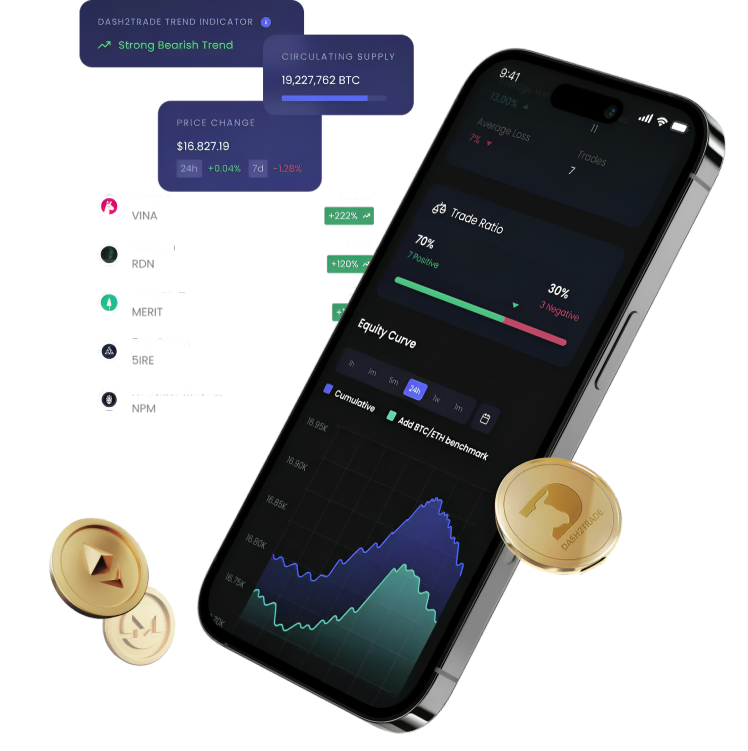 DASH2TRADE TREND INDICATOR
Strong Bearish Trend
CIRCULATING SUPPLY
19,227,762 BTC
PRICE CHANGE
$16.827.19
24h +0.04% 7d -1.28%
VINA +222%
RDN +120%
MERIT
5IRE
NPM
9:41
13.00%
Average Loss
7%
11
Trades
7
Trade Ratio
70%
7 Positive
30%
3 Negative
Equity Curve
1h 1m 5m 24h 1w 1m
Cumulative
Add BTC/ETH benchmark
16.95K
16.90K
16.85K
16.80K
16.75K
DASH2TRADE